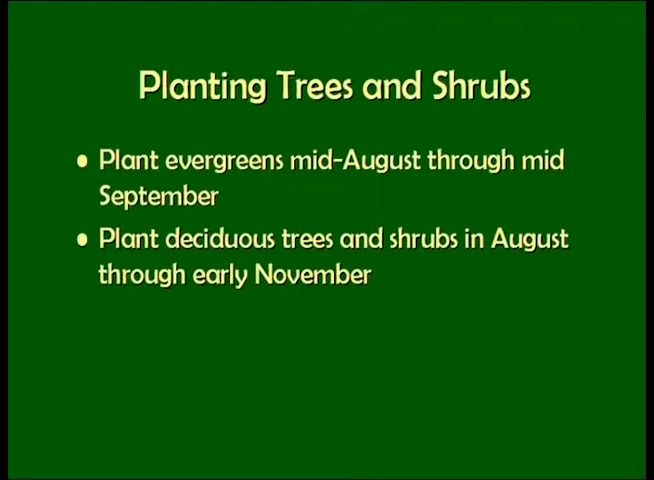 Planting Trees and Shrubs
• Plant evergreens mid-August through mid
September
• Plant deciduous trees and shrubs in August
through early November